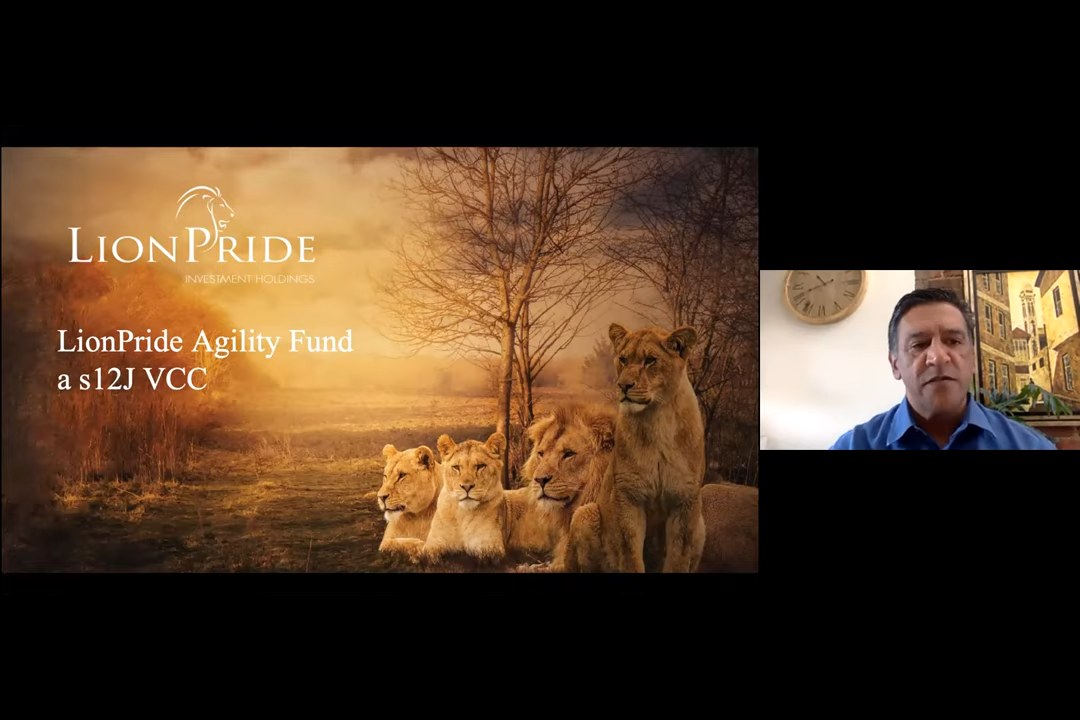 LIONPRIDE
INVESTMENT HOLDINGS
LionPride Agility Fund
a s12J VCC